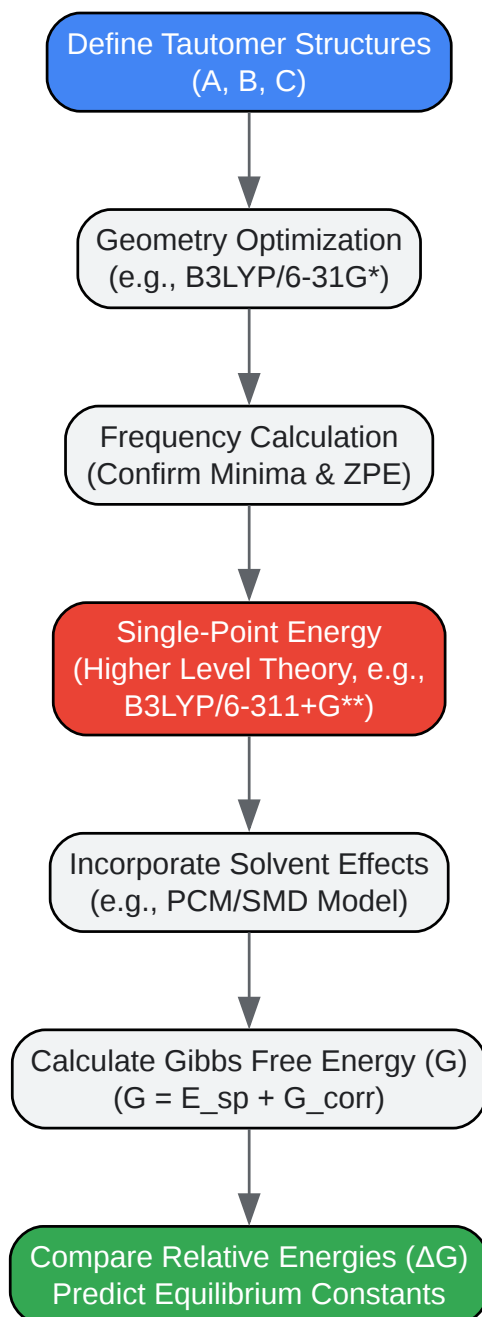 Define Tautomer Structures
(A, B, C)
Geometry Optimization
(e.g., B3LYP/6-31G*)
Frequency Calculation
(Confirm Minima & ZPE)
Single-Point Energy
(Higher Level Theory, e.g.,
B3LYP/6-311+G**)
Incorporate Solvent Effects
(e.g., PCM/SMD Model)
Calculate Gibbs Free Energy (G)
(G = E_sp + G_corr)
Compare Relative Energies (ΔG)
Predict Equilibrium Constants